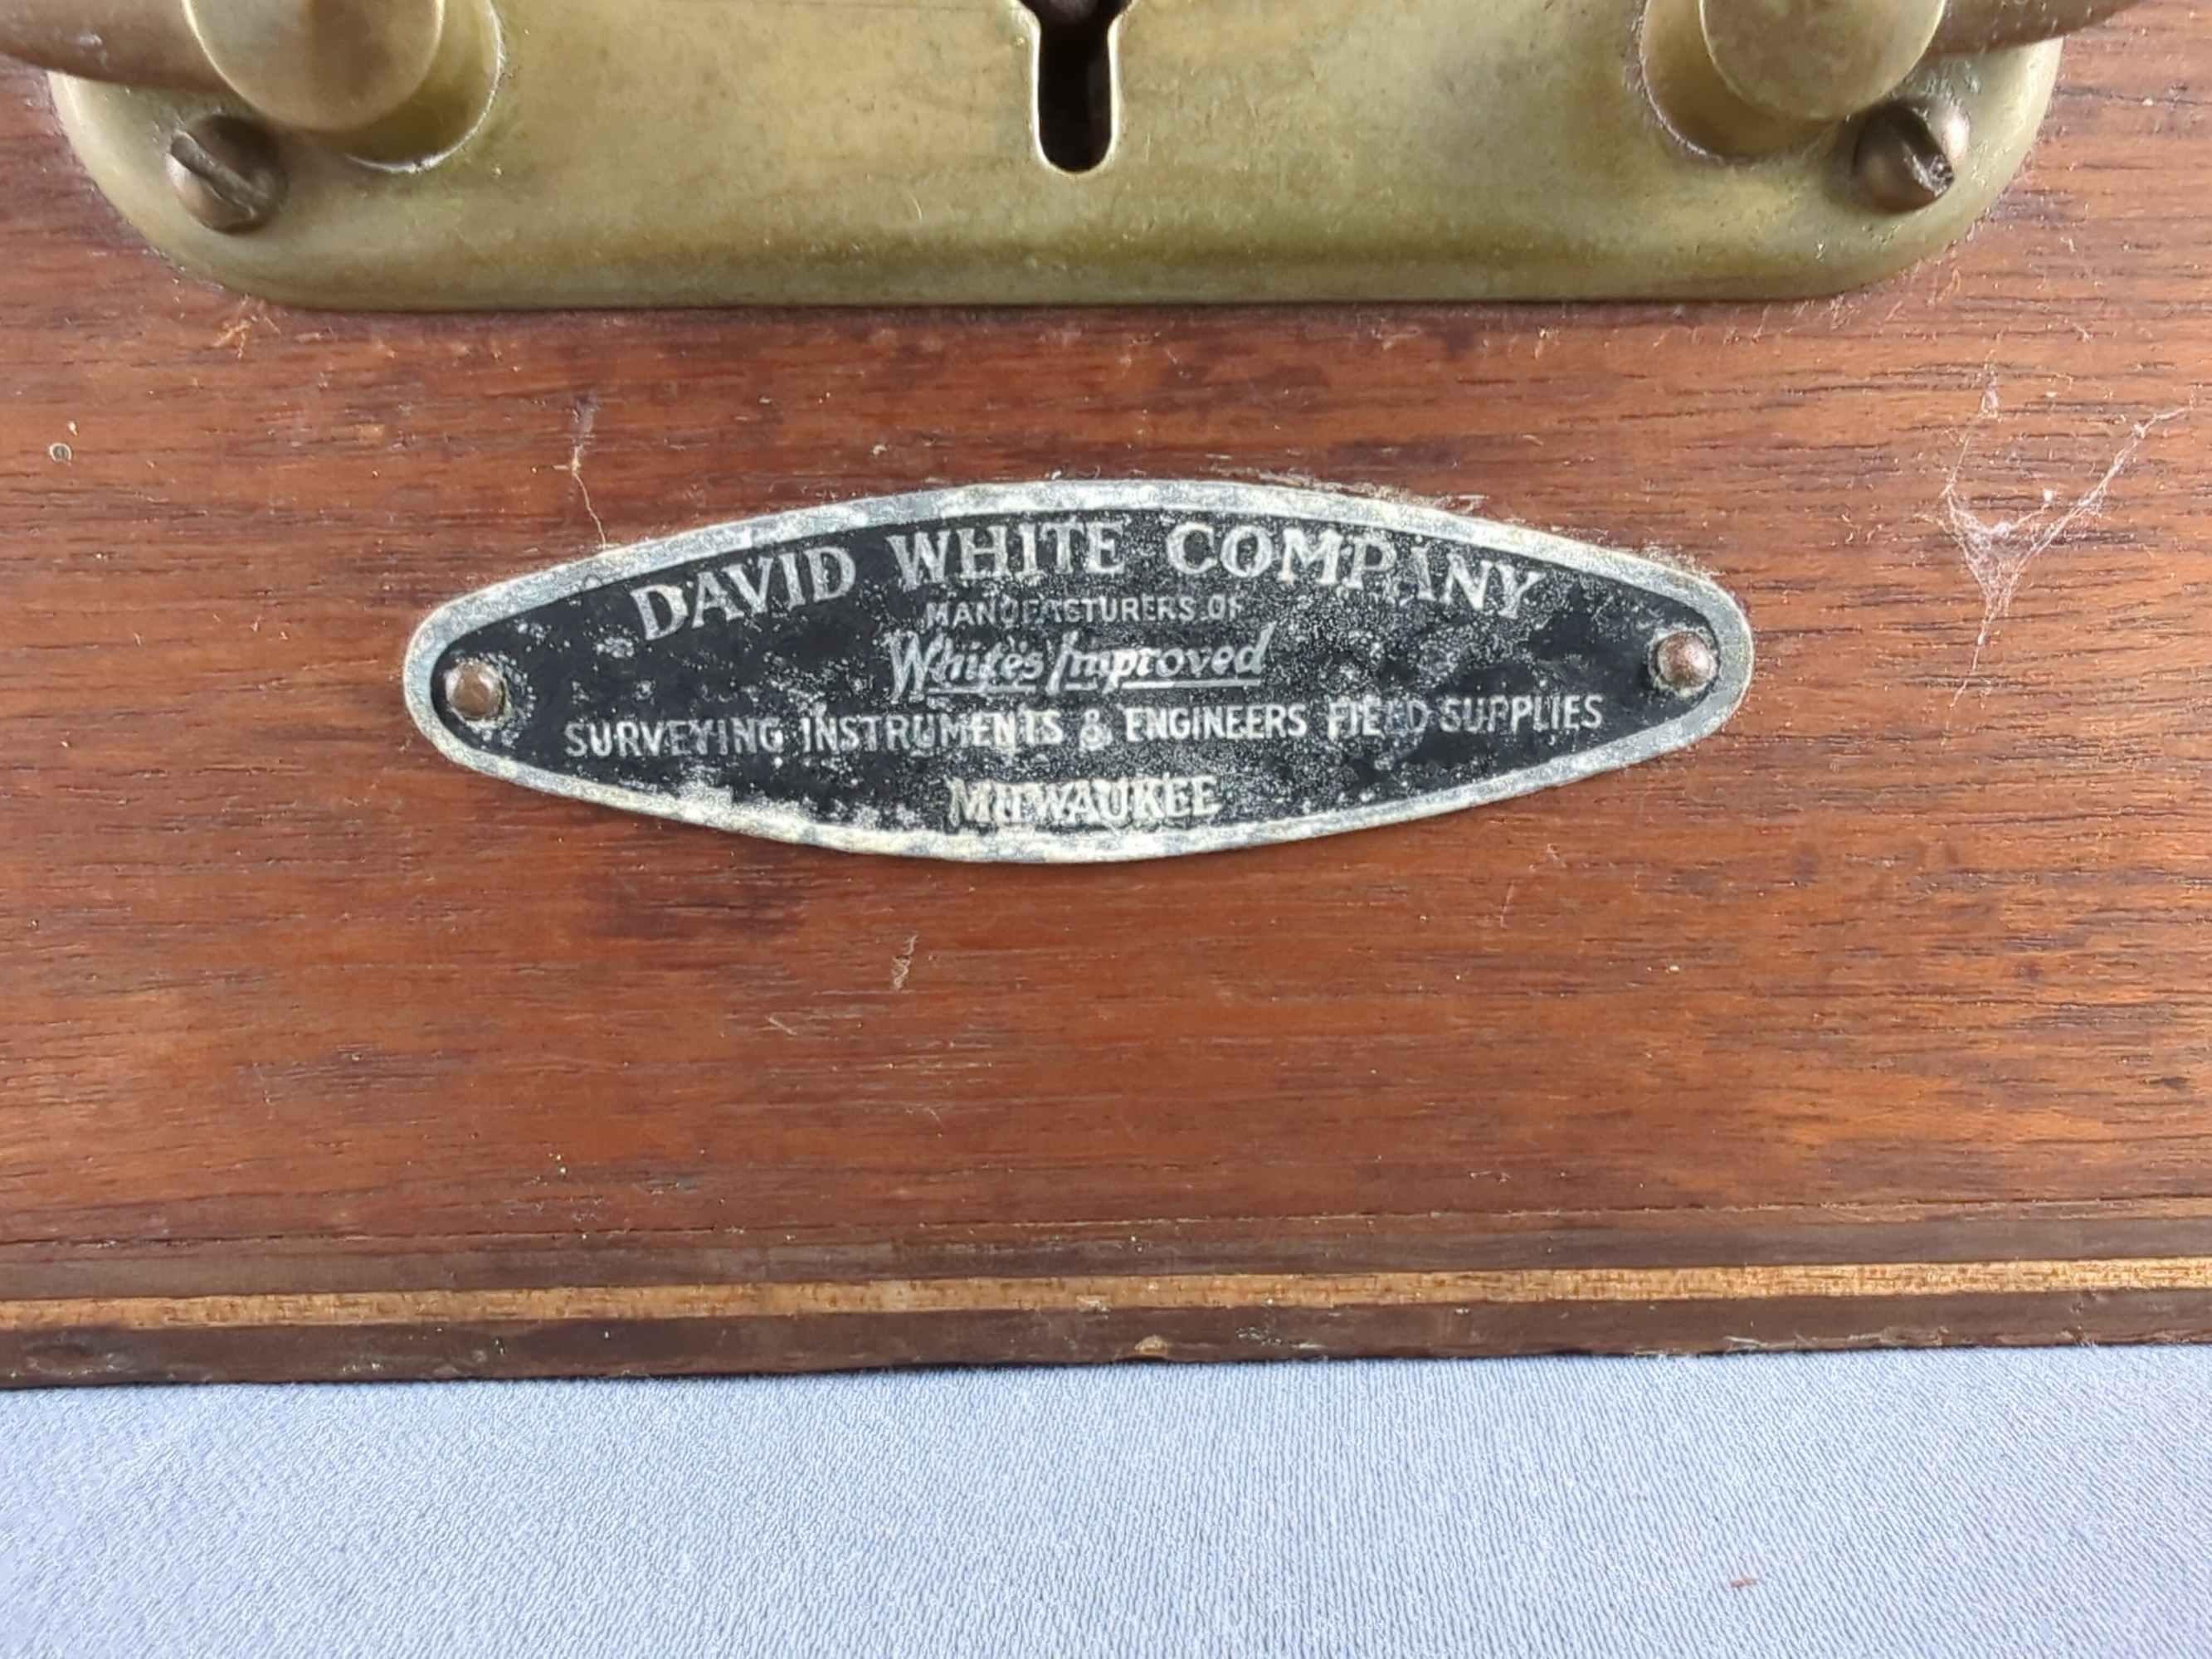 DAVID WHITE COMPANY
MANUFACTURERS OF
White's Improved
SURVEYING INSTRUMENTS & ENGINEERS FIELD SUPPLIES
MILWAUKEE